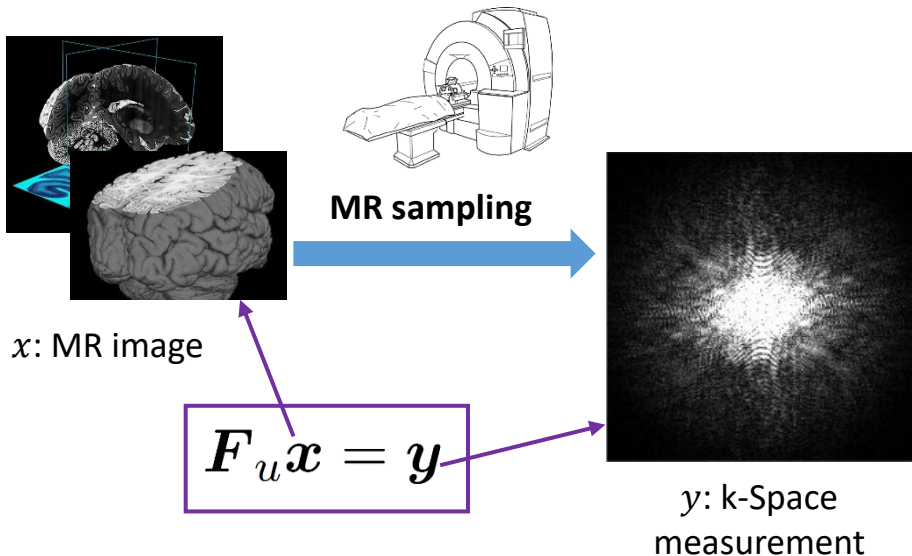 MR sampling
x: MR image
F_u x = y
y: k-Space
measurement